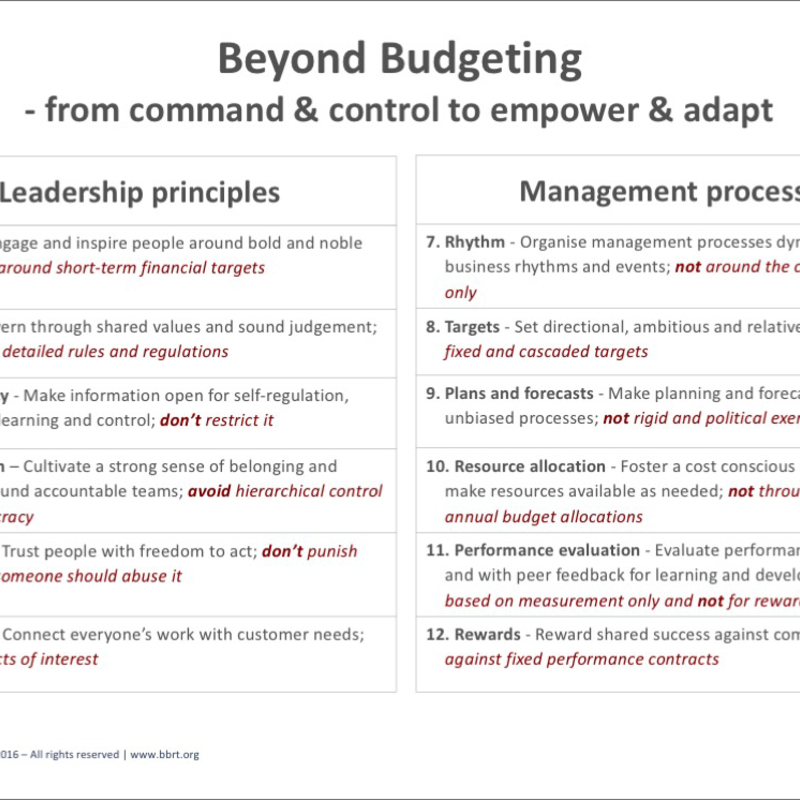 Beyond Budgeting
- from command & control to empower & adapt
Leadership principles
gage and inspire people around bold and noble
around short-term financial targets
ern through shared values and sound judgement;
detailed rules and regulations
y - Make information open for self-regulation,
learning and control; don't restrict it
– Cultivate a strong sense of belonging and
und accountable teams; avoid hierarchical control
racy
Trust people with freedom to act; don't punish
omeone should abuse it
Connect everyone's work with customer needs;
cts of interest
Management process
7. Rhythm - Organise management processes dyn
business rhythms and events; not around the c
only
8. Targets - Set directional, ambitious and relative
fixed and cascaded targets
9. Plans and forecasts - Make planning and foreca
unbiased processes; not rigid and political exer
10. Resource allocation - Foster a cost conscious
make resources available as needed; not throu
annual budget allocations
11. Performance evaluation - Evaluate performan
and with peer feedback for learning and develo
based on measurement only and not for rewar
12. Rewards - Reward shared success against com
against fixed performance contracts
016 – All rights reserved | www.bbrt.org